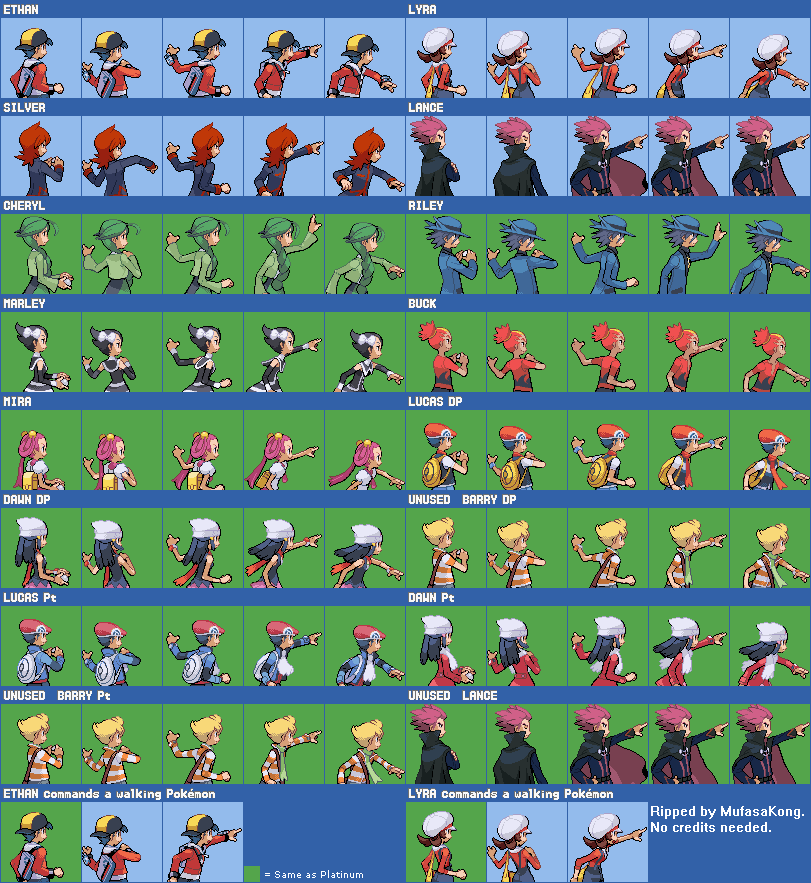 ETHAN
LYRA
SILVER
LANCE
CHERYL
RILEY
MARLEY
BUCK
MIRA
LUCAS DP
DAWN DP
UNUSED BARRY DP
LUCAS Pt
DAWN Pt
UNUSED BARRY Pt
UNUSED LANCE
ETHAN commands a walking Pokémon
LYRA commands a walking Pokémon
Ripped by MufasaKong.
No credits needed.
= Same as Platinum